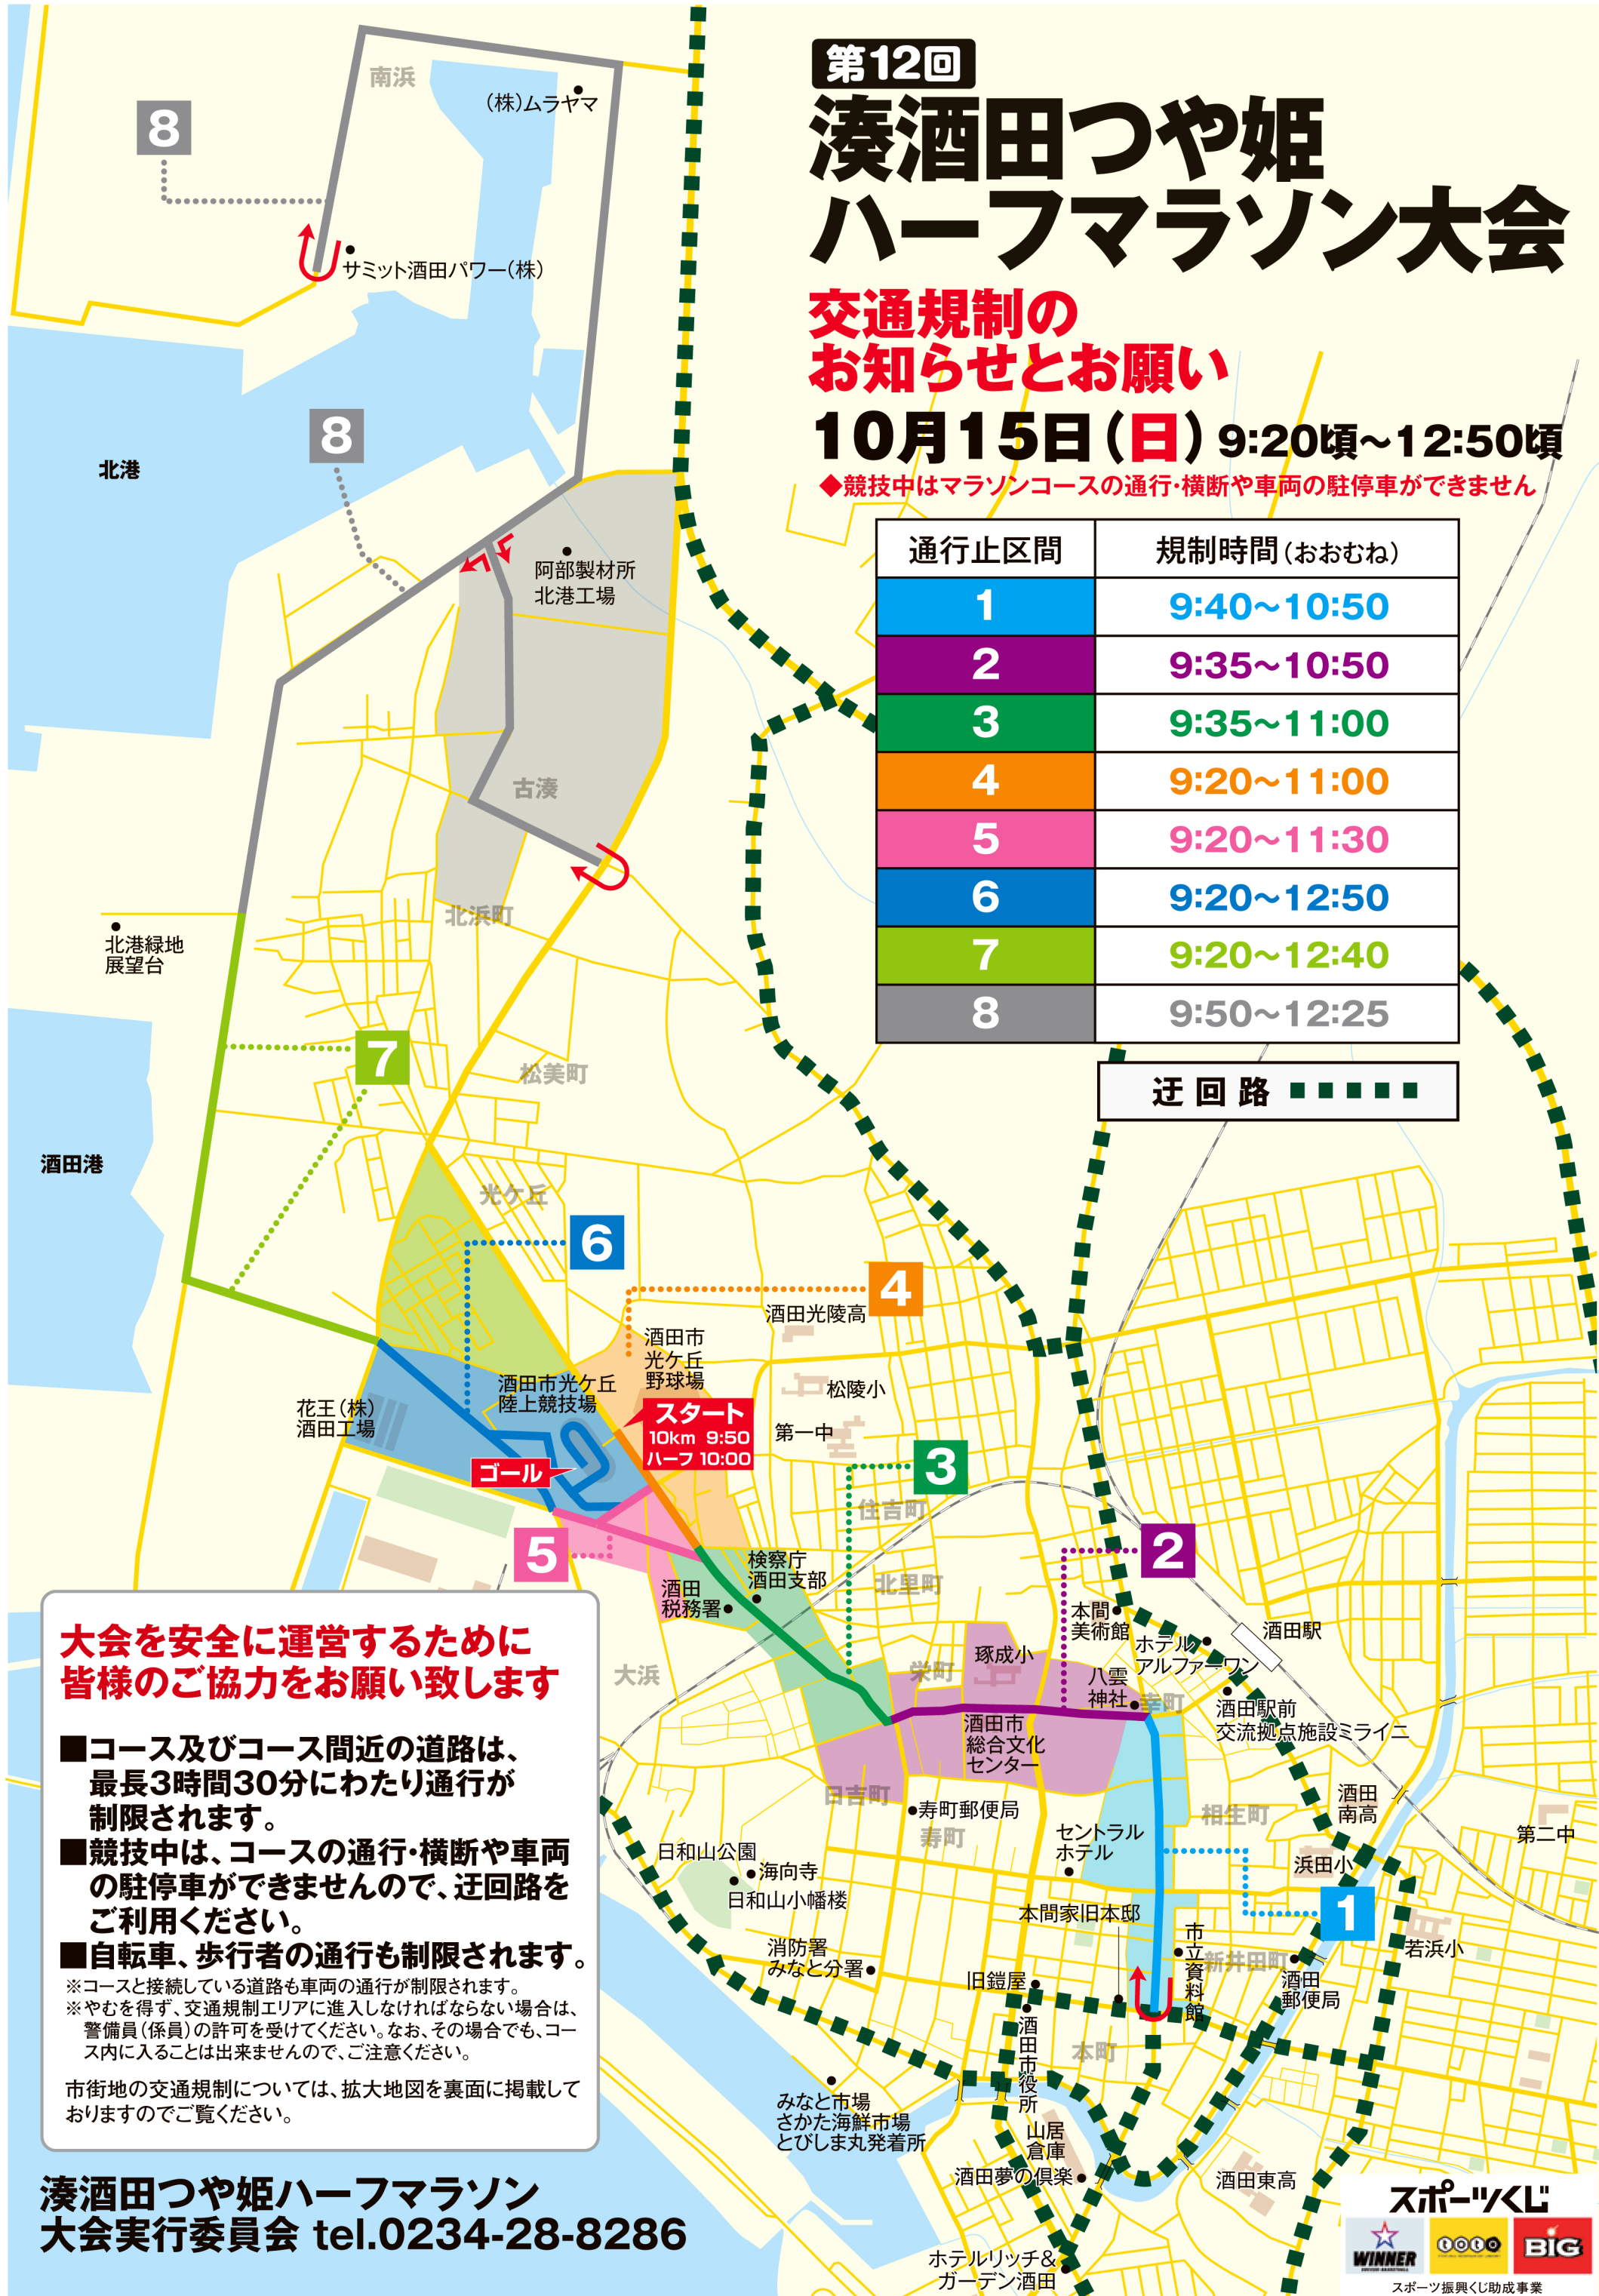 第12回
湊酒田つや姫
ハーフマラソン大会
交通規制の
お知らせとお願い
10月15日(日) 9:20頃〜12:50頃
◆競技中はマラソンコースの通行・横断や車両の駐停車ができません
通行止区間 規制時間(おおむね)
1 9:40〜10:50
2 9:35〜10:50
3 9:35〜11:00
4 9:20〜11:00
5 9:20〜11:30
6 9:20〜12:50
7 9:20〜12:40
8 9:50〜12:25
迂回路
南浜
(株)ムラヤマ
8
サミット酒田パワー(株)
8
北港
阿部製材所
北港工場
古湊
北浜町
北港緑地
展望台
7
松美町
酒田港
光ケ丘
6
4
酒田光陵高
酒田市
光ケ丘
野球場
酒田市光ケ丘
陸上競技場
松陵小
花王(株)
酒田工場
スタート
10km 9:50
ハーフ 10:00
第一中
ゴール
3
住吉町
5
2
検察庁
酒田支部
酒田
税務署
北里町
本間
美術館
ホテル
アルファーワン
酒田駅
大浜
栄町
琢成小
八雲
神社
幸町
酒田駅前
交流拠点施設ミライニ
酒田市
総合文化
センター
日吉町
寿町郵便局
寿町
相生町
酒田
南高
第二中
セントラル
ホテル
浜田小
日和山公園
海向寺
日和山小幡楼
1
本間家旧本邸
市立資料館
新井田町
若浜小
消防署
みなと分署
旧鐙屋
酒田
郵便局
酒田市役所
本町
みなと市場
さかた海鮮市場
とびしま丸発着所
山居
倉庫
酒田夢の倶楽
酒田東高
ホテルリッチ&
ガーデン酒田
大会を安全に運営するために
皆様のご協力をお願い致します
■コース及びコース間近の道路は、
最長3時間30分にわたり通行が
制限されます。
■競技中は、コースの通行・横断や車両
の駐停車ができませんので、迂回路を
ご利用ください。
■自転車、歩行者の通行も制限されます。
※コースと接続している道路も車両の通行が制限されます。
※やむを得ず、交通規制エリアに進入しなければならない場合は、
警備員(係員)の許可を受けてください。なお、その場合でも、コー
ス内に入ることは出来ませんので、ご注意ください。
市街地の交通規制については、拡大地図を裏面に掲載して
おりますのでご覧ください。
湊酒田つや姫ハーフマラソン
大会実行委員会 tel.0234-28-8286
スポーツくじ
WINNER
toto
BIG
スポーツ振興くじ助成事業